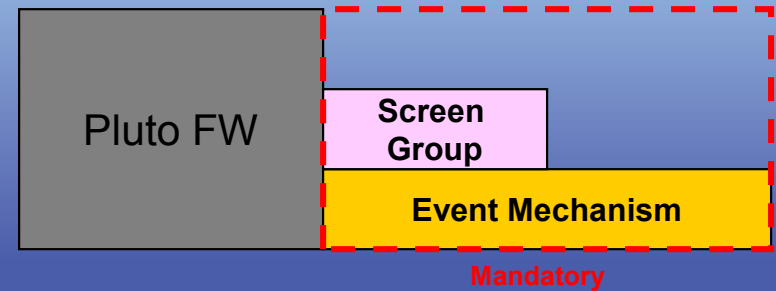 Pluto FW
Screen
Group
Event Mechanism
Mandatory